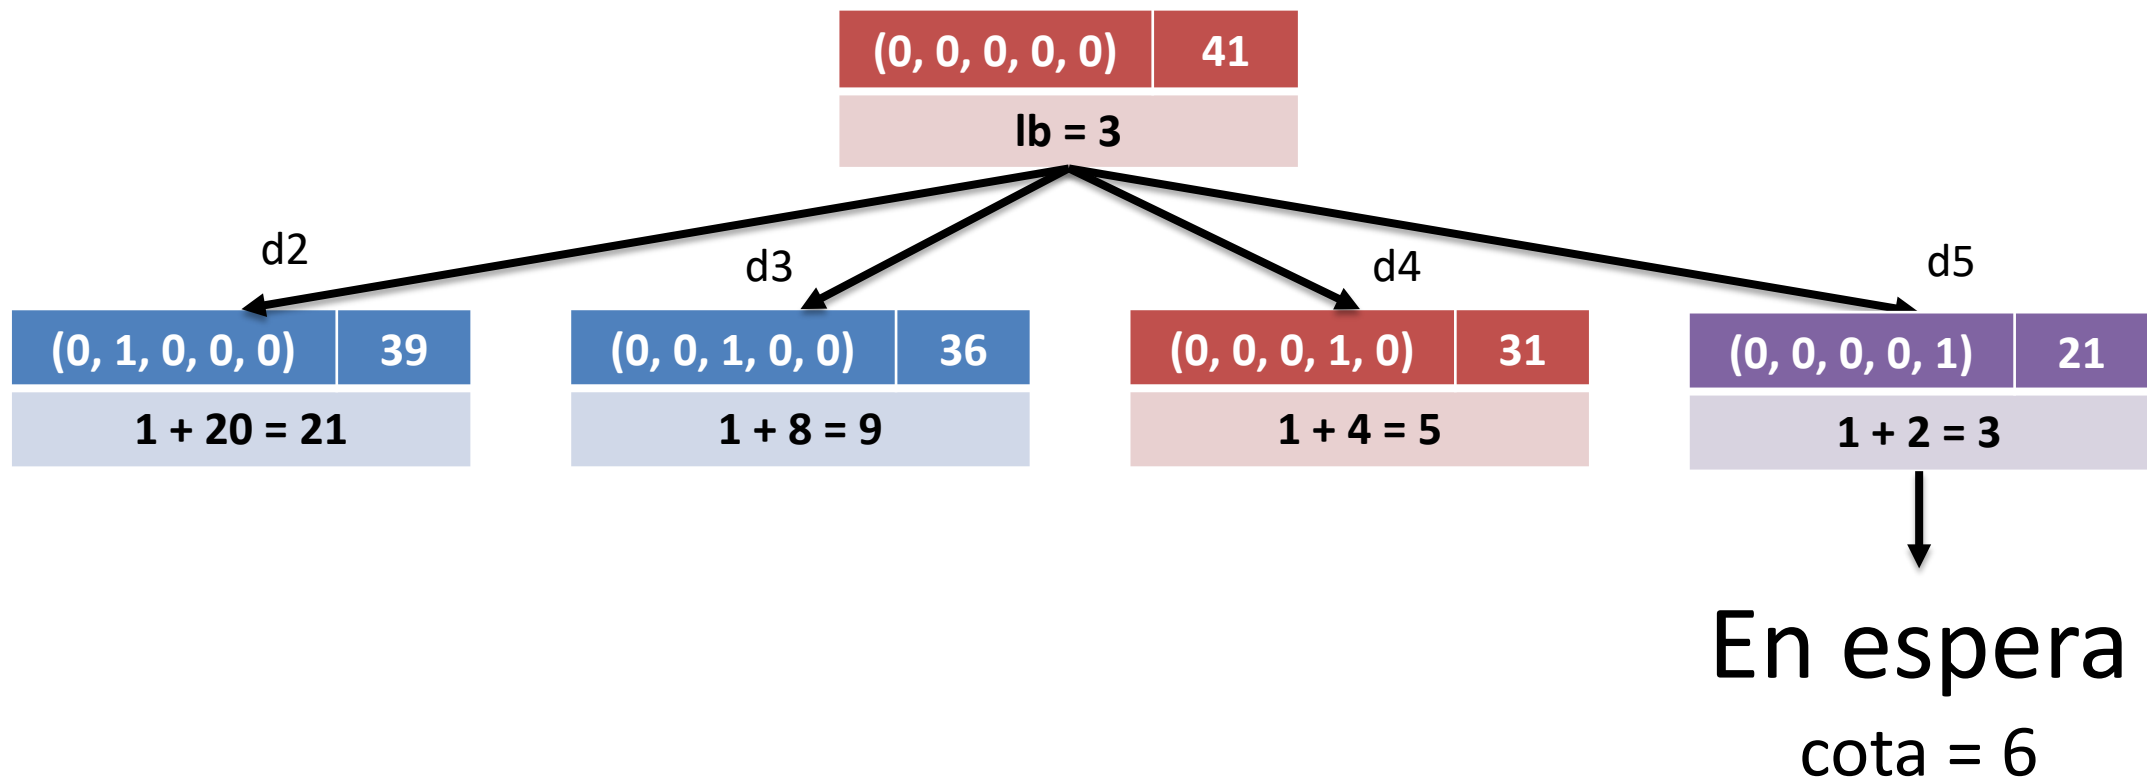 (0, 0, 0, 0, 0) 41
lb = 3
d2 d3 d4 d5
(0, 1, 0, 0, 0) 39 (0, 0, 1, 0, 0) 36 (0, 0, 0, 1, 0) 31 (0, 0, 0, 0, 1) 21
1 + 20 = 21 1 + 8 = 9 1 + 4 = 5 1 + 2 = 3
En espera
cota = 6